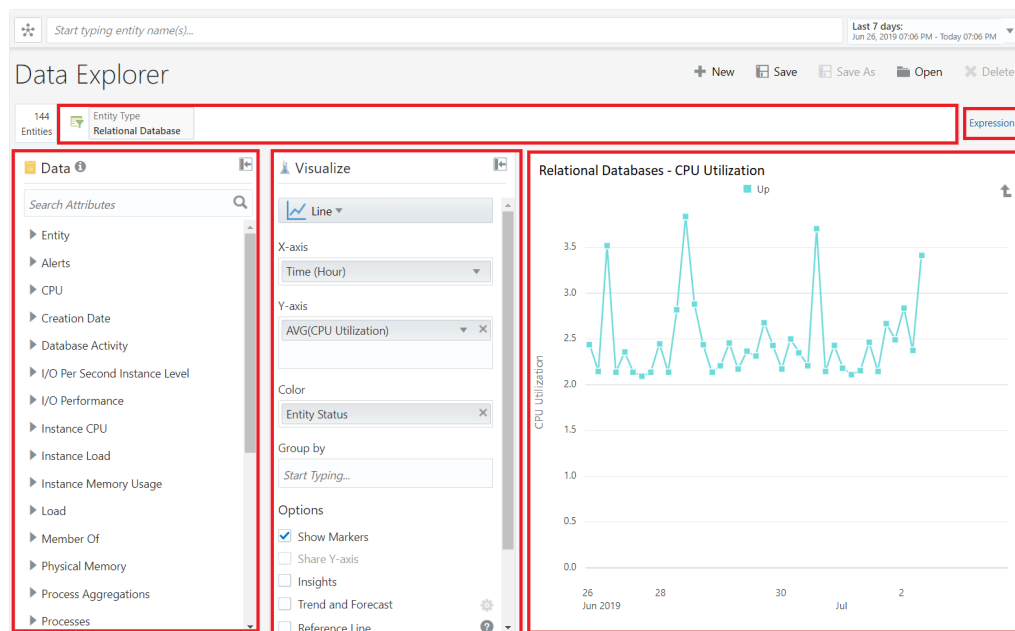 Start typing entity name(s)...
Last 7 days:
Jun 26, 2019 07:06 PM - Today 07:06 PM
Data Explorer
New
Save
Save As
Open
Delete
144
Entities
Entity Type
Relational Database
Expression
Data
Search Attributes
Entity
Alerts
CPU
Creation Date
Database Activity
I/O Per Second Instance Level
I/O Performance
Instance CPU
Instance Load
Instance Memory Usage
Load
Member Of
Physical Memory
Process Aggregations
Processes
Visualize
Line
X-axis
Time (Hour)
Y-axis
AVG(CPU Utilization)
Color
Entity Status
Group by
Start Typing...
Options
Show Markers
Share Y-axis
Insights
Trend and Forecast
Reference Line
Relational Databases - CPU Utilization
Up
CPU Utilization
3.5
3.0
2.5
2.0
1.5
1.0
0.5
0.0
26 28 30 2
Jun 2019 Jul